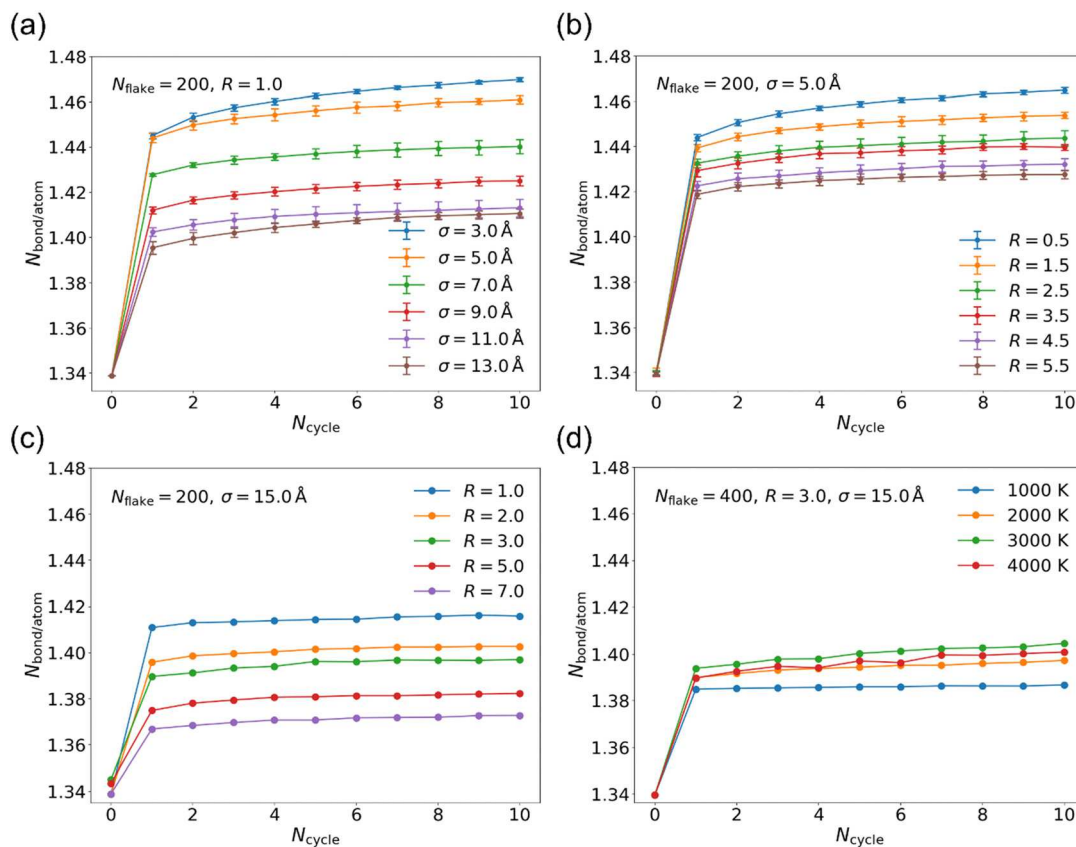 (a)
N_flake = 200, R = 1.0
1.48
1.46
1.44
1.42
1.40
1.38
1.36
1.34
N_bond/atom
σ = 3.0 Å
σ = 5.0 Å
σ = 7.0 Å
σ = 9.0 Å
σ = 11.0 Å
σ = 13.0 Å
0 2 4 6 8 10
N_cycle
(b)
N_flake = 200, σ = 5.0 Å
1.48
1.46
1.44
1.42
1.40
1.38
1.36
1.34
N_bond/atom
R = 0.5
R = 1.5
R = 2.5
R = 3.5
R = 4.5
R = 5.5
0 2 4 6 8 10
N_cycle
(c)
N_flake = 200, σ = 15.0 Å
1.48
1.46
1.44
1.42
1.40
1.38
1.36
1.34
N_bond/atom
R = 1.0
R = 2.0
R = 3.0
R = 5.0
R = 7.0
0 2 4 6 8 10
N_cycle
(d)
N_flake = 400, R = 3.0, σ = 15.0 Å
1.48
1.46
1.44
1.42
1.40
1.38
1.36
1.34
N_bond/atom
1000 K
2000 K
3000 K
4000 K
0 2 4 6 8 10
N_cycle